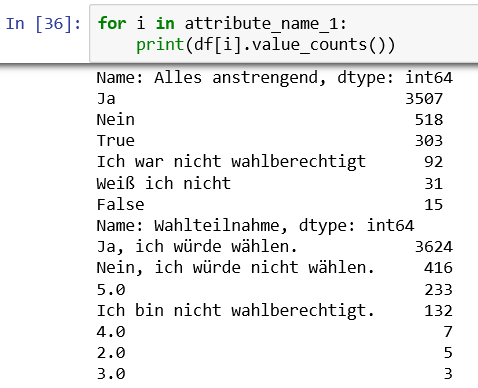 In [36]: for i in attribute_name_1:
print(df[i].value_counts())
Name: Alles anstrengend, dtype: int64
Ja 3507
Nein 518
True 303
Ich war nicht wahlberechtigt 92
Weiß ich nicht 31
False 15
Name: Wahlteilnahme, dtype: int64
Ja, ich würde wählen. 3624
Nein, ich würde nicht wählen. 416
5.0 233
Ich bin nicht wahlberechtigt. 132
4.0 7
2.0 5
3.0 3